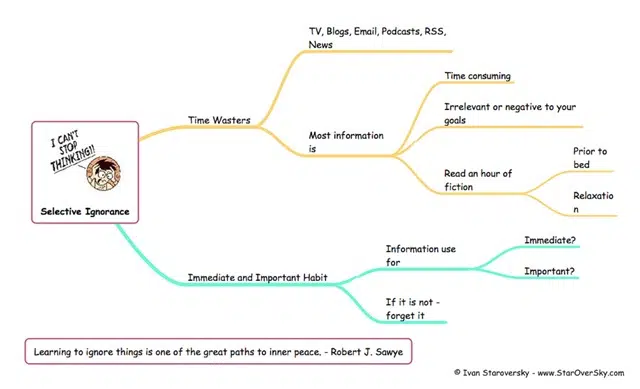 TV, Blogs, Email, Podcasts, RSS,
News
Time consuming
Time Wasters
Irrelevant or negative to your
goals
Most information
is
Read an hour of
fiction
Prior to
bed
Relaxatio
n
I CAN'T
STOP
THINKING!!
Selective Ignorance
Immediate and Important Habit
Information use
for
Immediate?
Important?
If it is not -
forget it
Learning to ignore things is one of the great paths to inner peace. - Robert J. Sawye
© Ivan Staroversky - www.StarOverSky.com